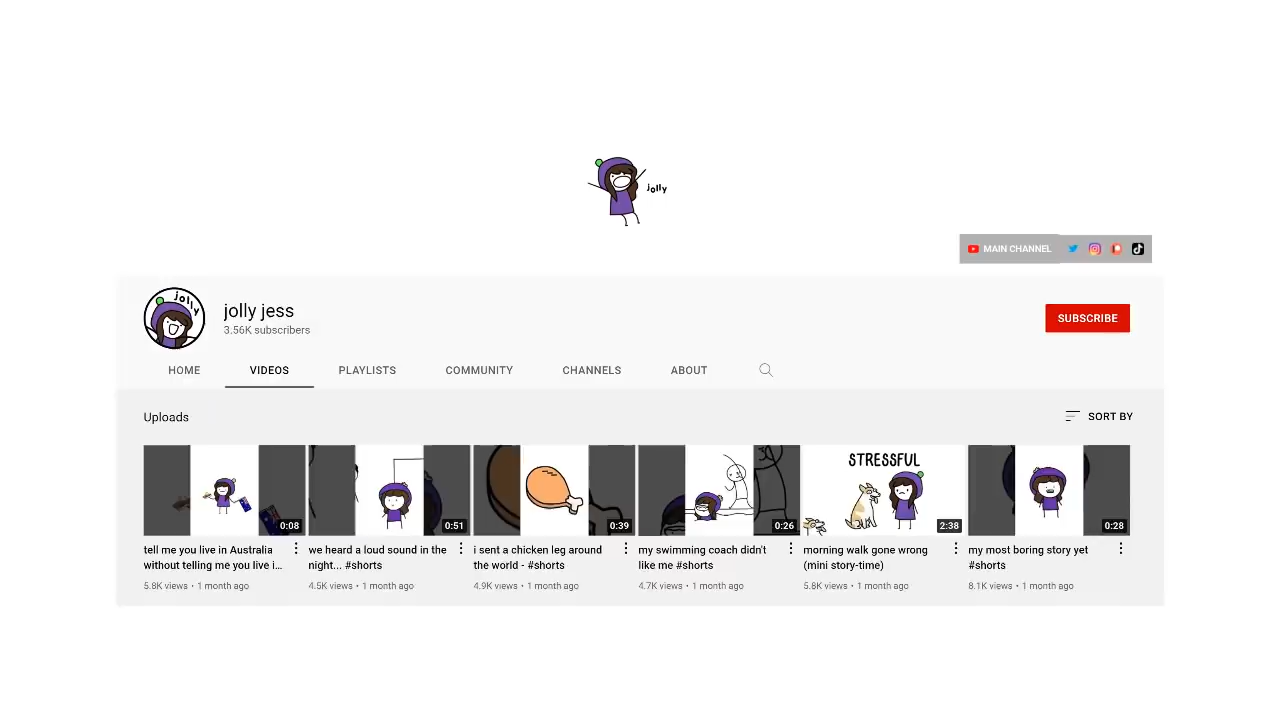 jolly
MAIN CHANNEL
jolly
jolly jess
3.56K subscribers
SUBSCRIBE
HOME VIDEOS PLAYLISTS COMMUNITY CHANNELS ABOUT
Uploads
SORT BY
STRESSFUL
0:08 0:51 0:39 0:26 2:38 0:28
tell me you live in Australia
without telling me you live i...
5.8K views • 1 month ago
we heard a loud sound in the
night... #shorts
4.5K views • 1 month ago
i sent a chicken leg around
the world - #shorts
4.9K views • 1 month ago
my swimming coach didn't
like me #shorts
4.7K views • 1 month ago
morning walk gone wrong
(mini story-time)
5.8K views • 1 month ago
my most boring story yet
#shorts
8.1K views • 1 month ago